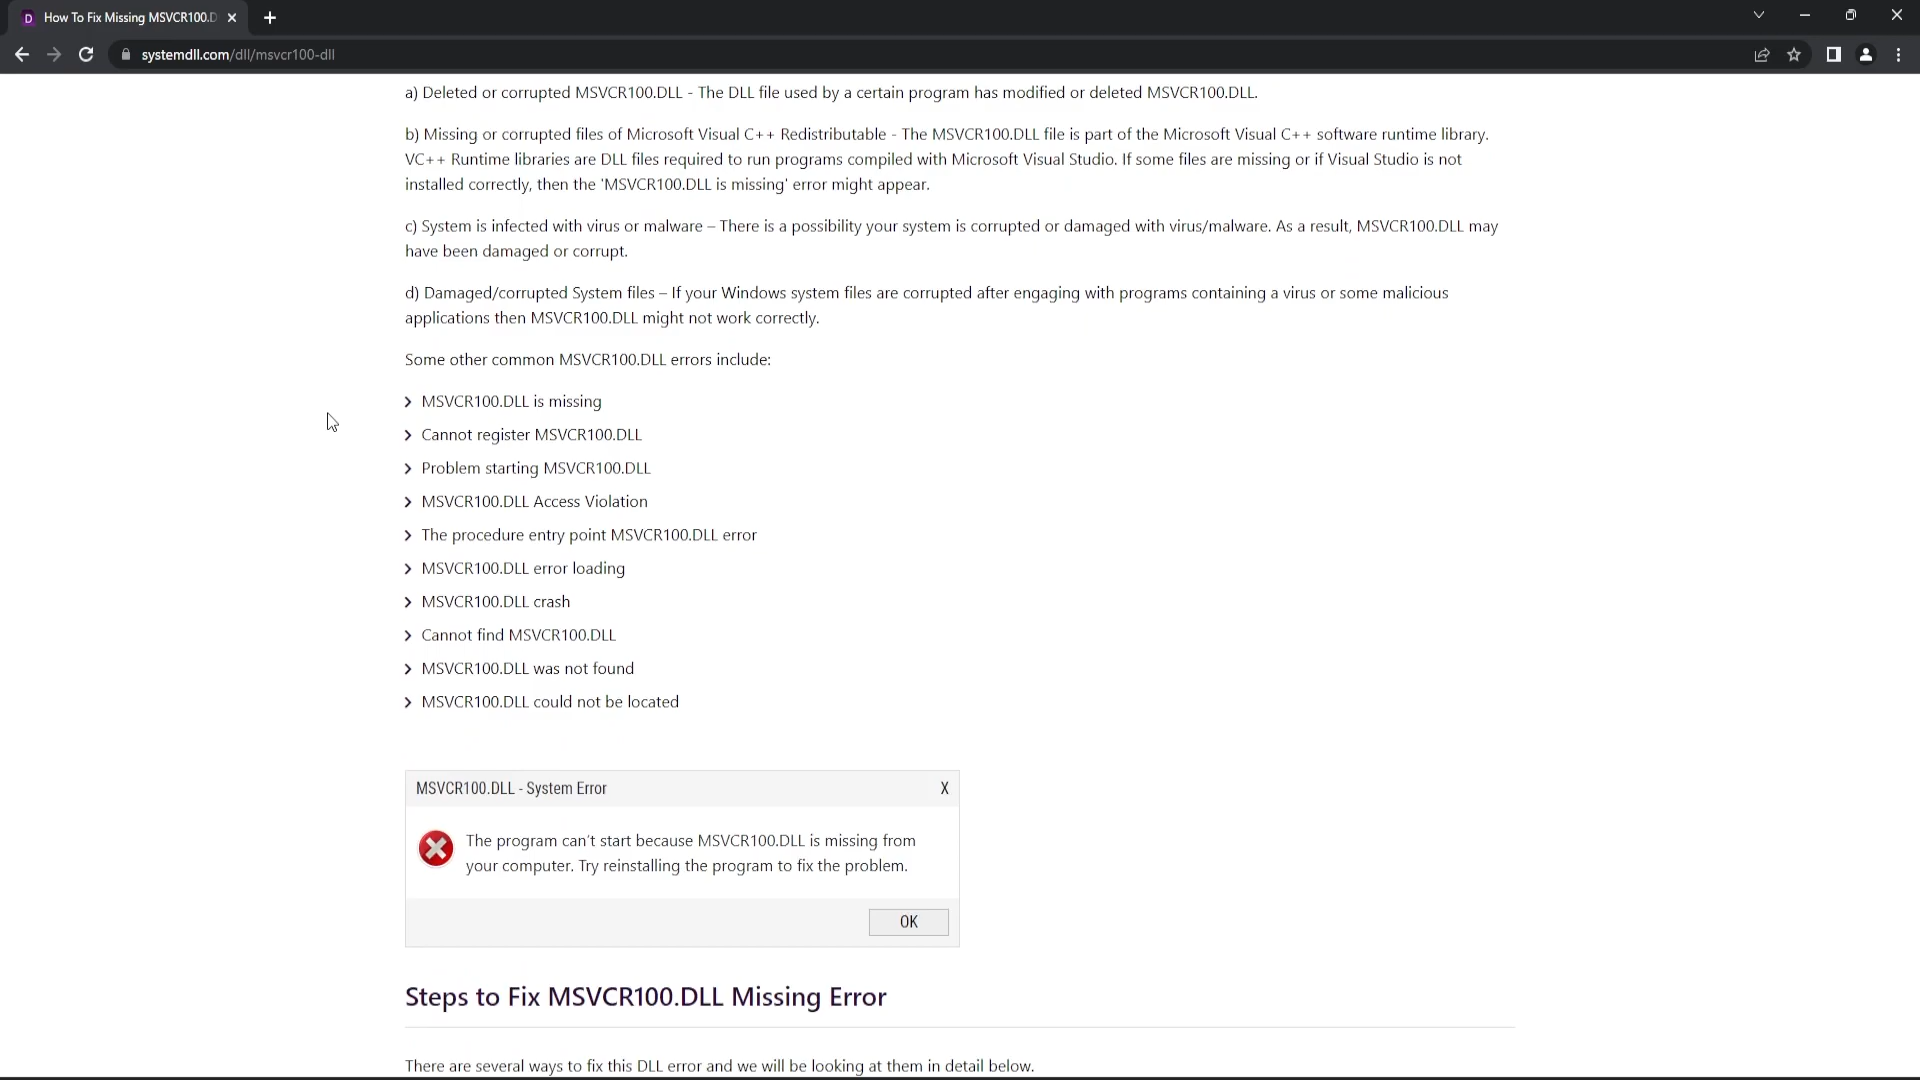 How To Fix Missing MSVCR100.D
systemdll.com/dll/msvcr100-dll
a) Deleted or corrupted MSVCR100.DLL - The DLL file used by a certain program has modified or deleted MSVCR100.DLL.
b) Missing or corrupted files of Microsoft Visual C++ Redistributable - The MSVCR100.DLL file is part of the Microsoft Visual C++ software runtime library.
VC++ Runtime libraries are DLL files required to run programs compiled with Microsoft Visual Studio. If some files are missing or if Visual Studio is not
installed correctly, then the 'MSVCR100.DLL is missing' error might appear.
c) System is infected with virus or malware – There is a possibility your system is corrupted or damaged with virus/malware. As a result, MSVCR100.DLL may
have been damaged or corrupt.
d) Damaged/corrupted System files – If your Windows system files are corrupted after engaging with programs containing a virus or some malicious
applications then MSVCR100.DLL might not work correctly.
Some other common MSVCR100.DLL errors include:
MSVCR100.DLL is missing
Cannot register MSVCR100.DLL
Problem starting MSVCR100.DLL
MSVCR100.DLL Access Violation
The procedure entry point MSVCR100.DLL error
MSVCR100.DLL error loading
MSVCR100.DLL crash
Cannot find MSVCR100.DLL
MSVCR100.DLL was not found
MSVCR100.DLL could not be located
MSVCR100.DLL - System Error X
The program can't start because MSVCR100.DLL is missing from
your computer. Try reinstalling the program to fix the problem.
OK
Steps to Fix MSVCR100.DLL Missing Error
There are several ways to fix this DLL error and we will be looking at them in detail below.